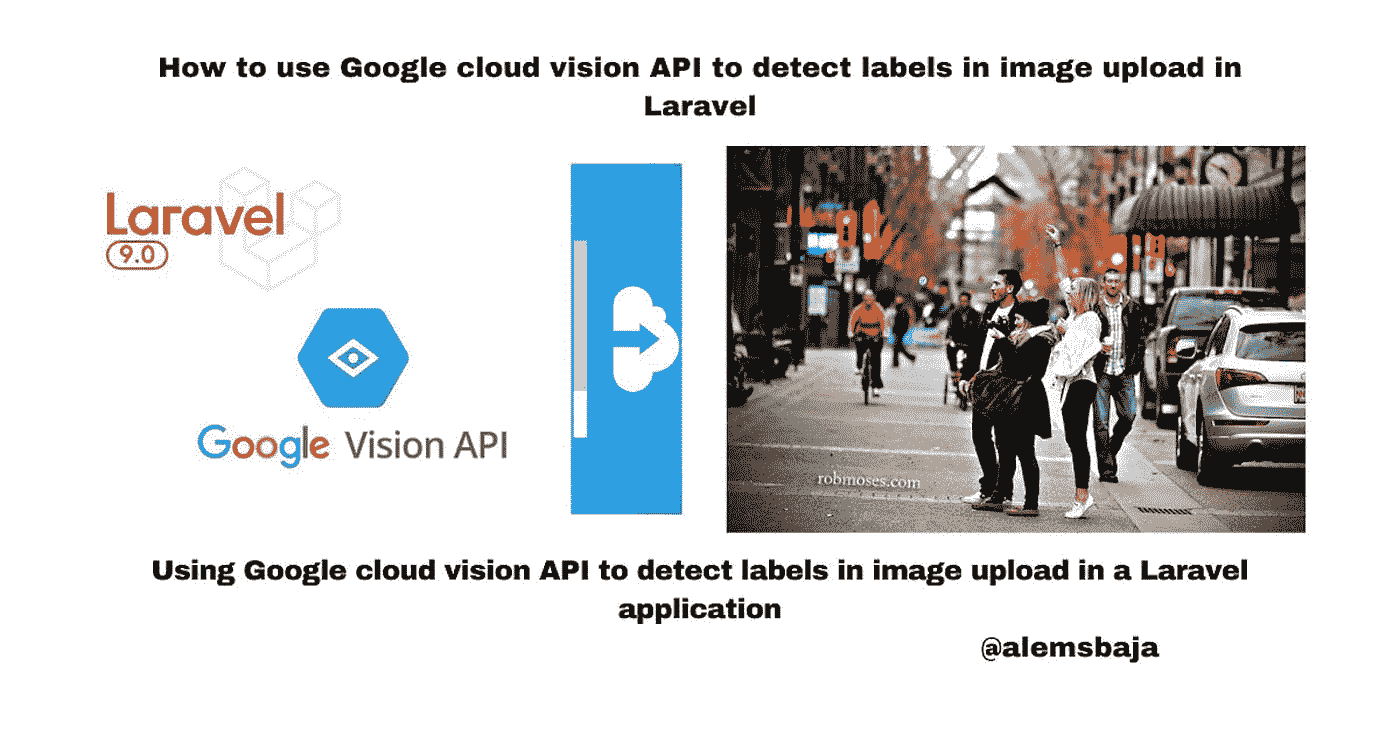 How to use Google cloud vision API to detect labels in image upload in
Laravel
Laravel
9.0
Google Vision API
robmoses.com
Using Google cloud vision API to detect labels in image upload in a Laravel
application
@alemsbaja